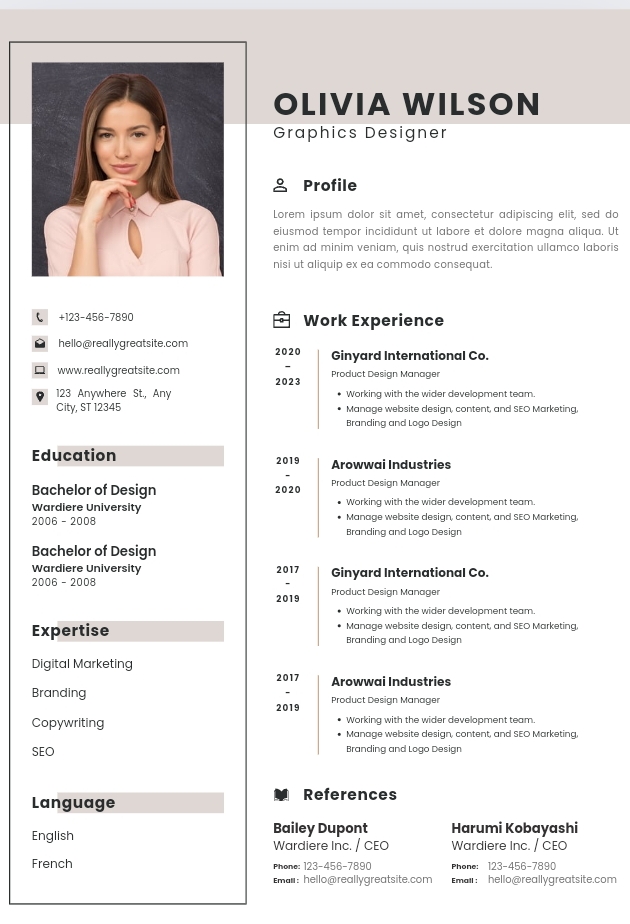 OLIVIA WILSON
Graphics Designer
+123-456-7890
hello@reallygreatsite.com
www.reallygreatsite.com
123 Anywhere St., Any
City, ST 12345
Education
Bachelor of Design
Wardiere University
2006 - 2008
Bachelor of Design
Wardiere University
2006 - 2008
Expertise
Digital Marketing
Branding
Copywriting
SEO
Language
English
French
Profile
Lorem ipsum dolor sit amet, consectetur adipiscing elit, sed do
eiusmod tempor incididunt ut labore et dolore magna aliqua. Ut
enim ad minim veniam, quis nostrud exercitation ullamco laboris
nisi ut aliquip ex ea commodo consequat.
Work Experience
2020
-
2023
Ginyard International Co.
Product Design Manager
• Working with the wider development team.
• Manage website design, content, and SEO Marketing,
Branding and Logo Design
2019
-
2020
Arowwai Industries
Product Design Manager
• Working with the wider development team.
• Manage website design, content, and SEO Marketing,
Branding and Logo Design
2017
-
2019
Ginyard International Co.
Product Design Manager
• Working with the wider development team.
• Manage website design, content, and SEO Marketing,
Branding and Logo Design
2017
-
2019
Arowwai Industries
Product Design Manager
• Working with the wider development team.
• Manage website design, content, and SEO Marketing,
Branding and Logo Design
References
Bailey Dupont
Wardiere Inc. / CEO
Phone: 123-456-7890
Email : hello@reallygreatsite.com
Harumi Kobayashi
Wardiere Inc. / CEO
Phone: 123-456-7890
Email : hello@reallygreatsite.com